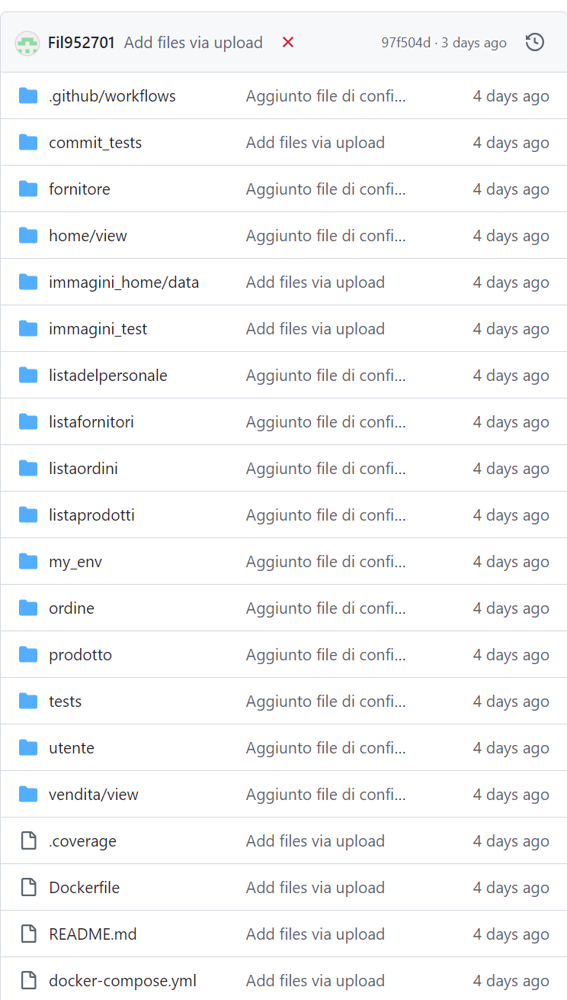 Fil952701 Add files via upload 97f504d · 3 days ago
.github/workflows Aggiunto file di confi... 4 days ago
commit_tests Add files via upload 4 days ago
fornitore Aggiunto file di confi... 4 days ago
home/view Aggiunto file di confi... 4 days ago
immagini_home/data Add files via upload 4 days ago
immagini_test Add files via upload 4 days ago
listadelpersonale Aggiunto file di confi... 4 days ago
listafornitori Aggiunto file di confi... 4 days ago
listaordini Aggiunto file di confi... 4 days ago
listaprodotti Aggiunto file di confi... 4 days ago
my_env Aggiunto file di confi... 4 days ago
ordine Aggiunto file di confi... 4 days ago
prodotto Aggiunto file di confi... 4 days ago
tests Aggiunto file di confi... 4 days ago
utente Aggiunto file di confi... 4 days ago
vendita/view Aggiunto file di confi... 4 days ago
.coverage Add files via upload 4 days ago
Dockerfile Add files via upload 4 days ago
README.md Add files via upload 4 days ago
docker-compose.yml Add files via upload 4 days ago